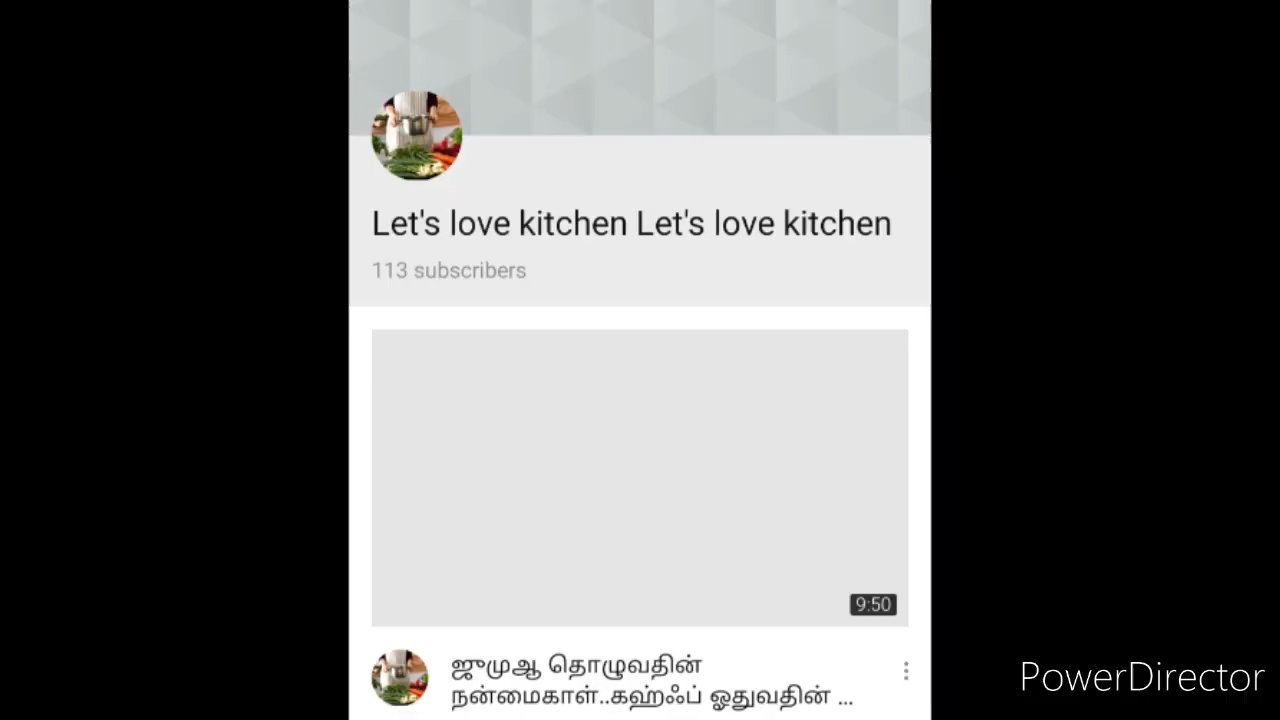 Let's love kitchen Let's love kitchen
113 subscribers
9:50
ஜுமுஆ தொழுவதின்
நன்மைகாள்..கஹ்ஃப் ஓதுவதின் ...
PowerDirector